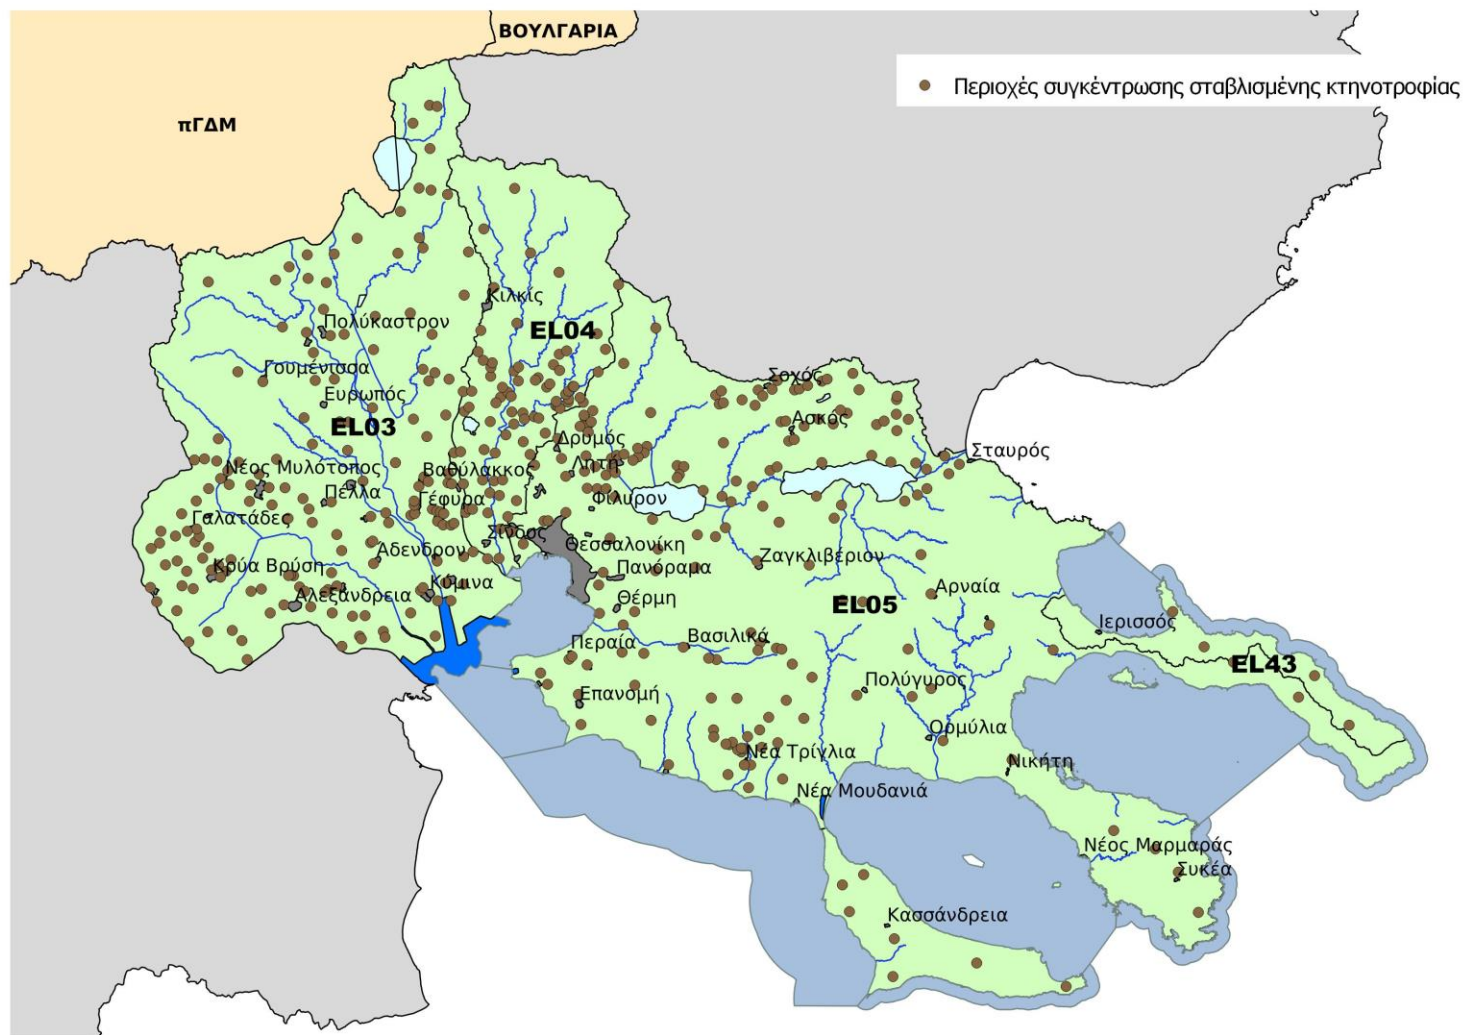 ΒΟΥΛΓΑΡΙΑ
Περιοχές συγκέντρωσης σταβλισμένης κτηνοτροφίας
πΓΔΜ
Κιλκίς
Πολύκαστρον
EL04
Γουμένισσα
Σοχός
Ευρωπός
Ασκός
EL03
Δρυμός
Σταυρός
Νέος Μυλότοπος
Βαθύλακκος
Λητή
Πέλλα
Γέφυρα
Φίλυρον
Γαλατάδες
Σίνδος
Θεσσαλονίκη
Άδενδρον
Ζαγκλιβέριον
Κρύα Βρύση
Πανόραμα
Κύμινα
Αρναία
Αλεξάνδρεια
Θέρμη
EL05
Ιερισσός
Περαία
Βασιλικά
EL43
Πολύγυρος
Επανομή
Ορμύλια
Νέα Τρίγλια
Νικήτη
Νέα Μουδανιά
Νέος Μαρμαράς
Συκέα
Κασσάνδρεια